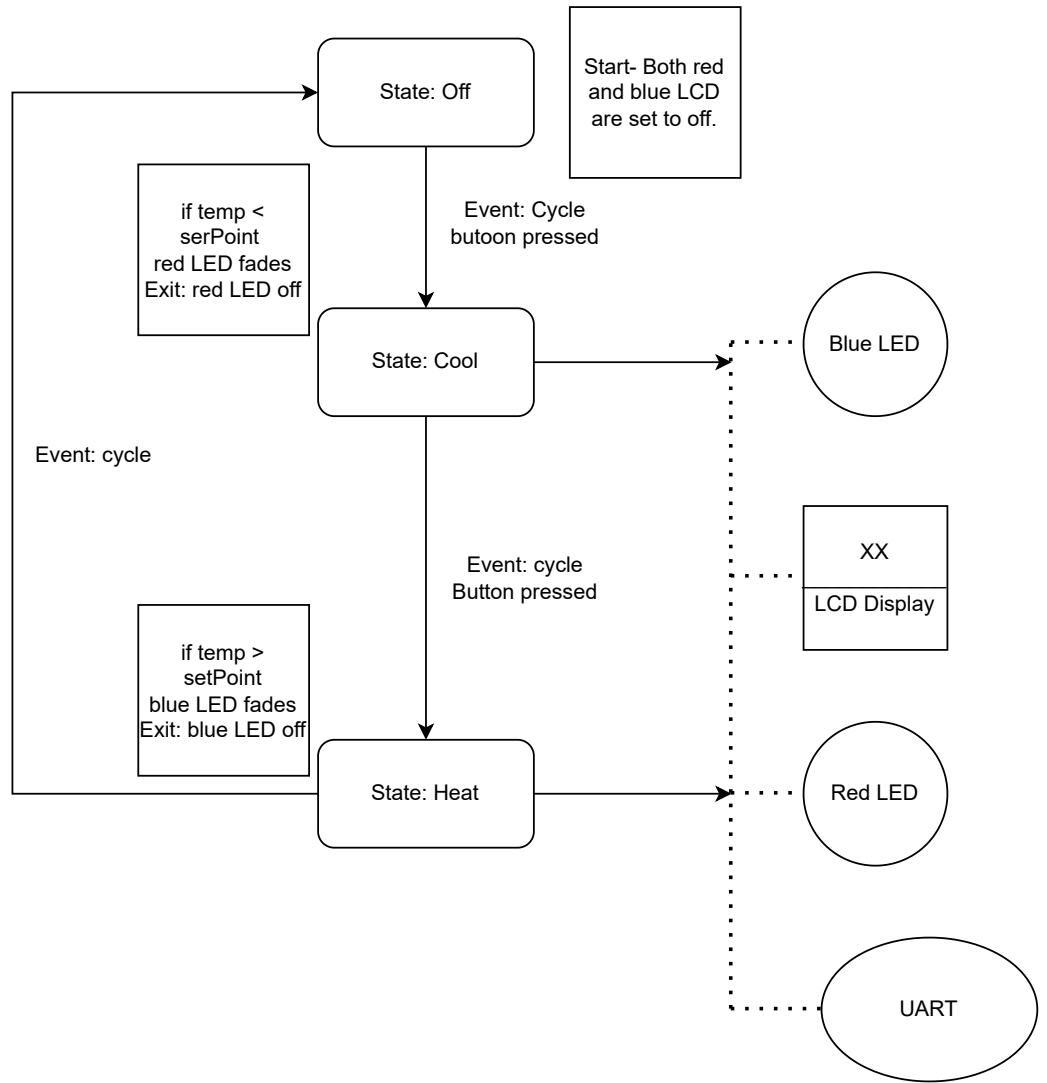 State: Off
Start- Both red
and blue LCD
are set to off.
if temp <
serPoint
red LED fades
Exit: red LED off
Event: Cycle
butoon pressed
State: Cool
Blue LED
Event: cycle
XX
LCD Display
Event: cycle
Button pressed
if temp >
setPoint
blue LED fades
Exit: blue LED off
State: Heat
Red LED
UART